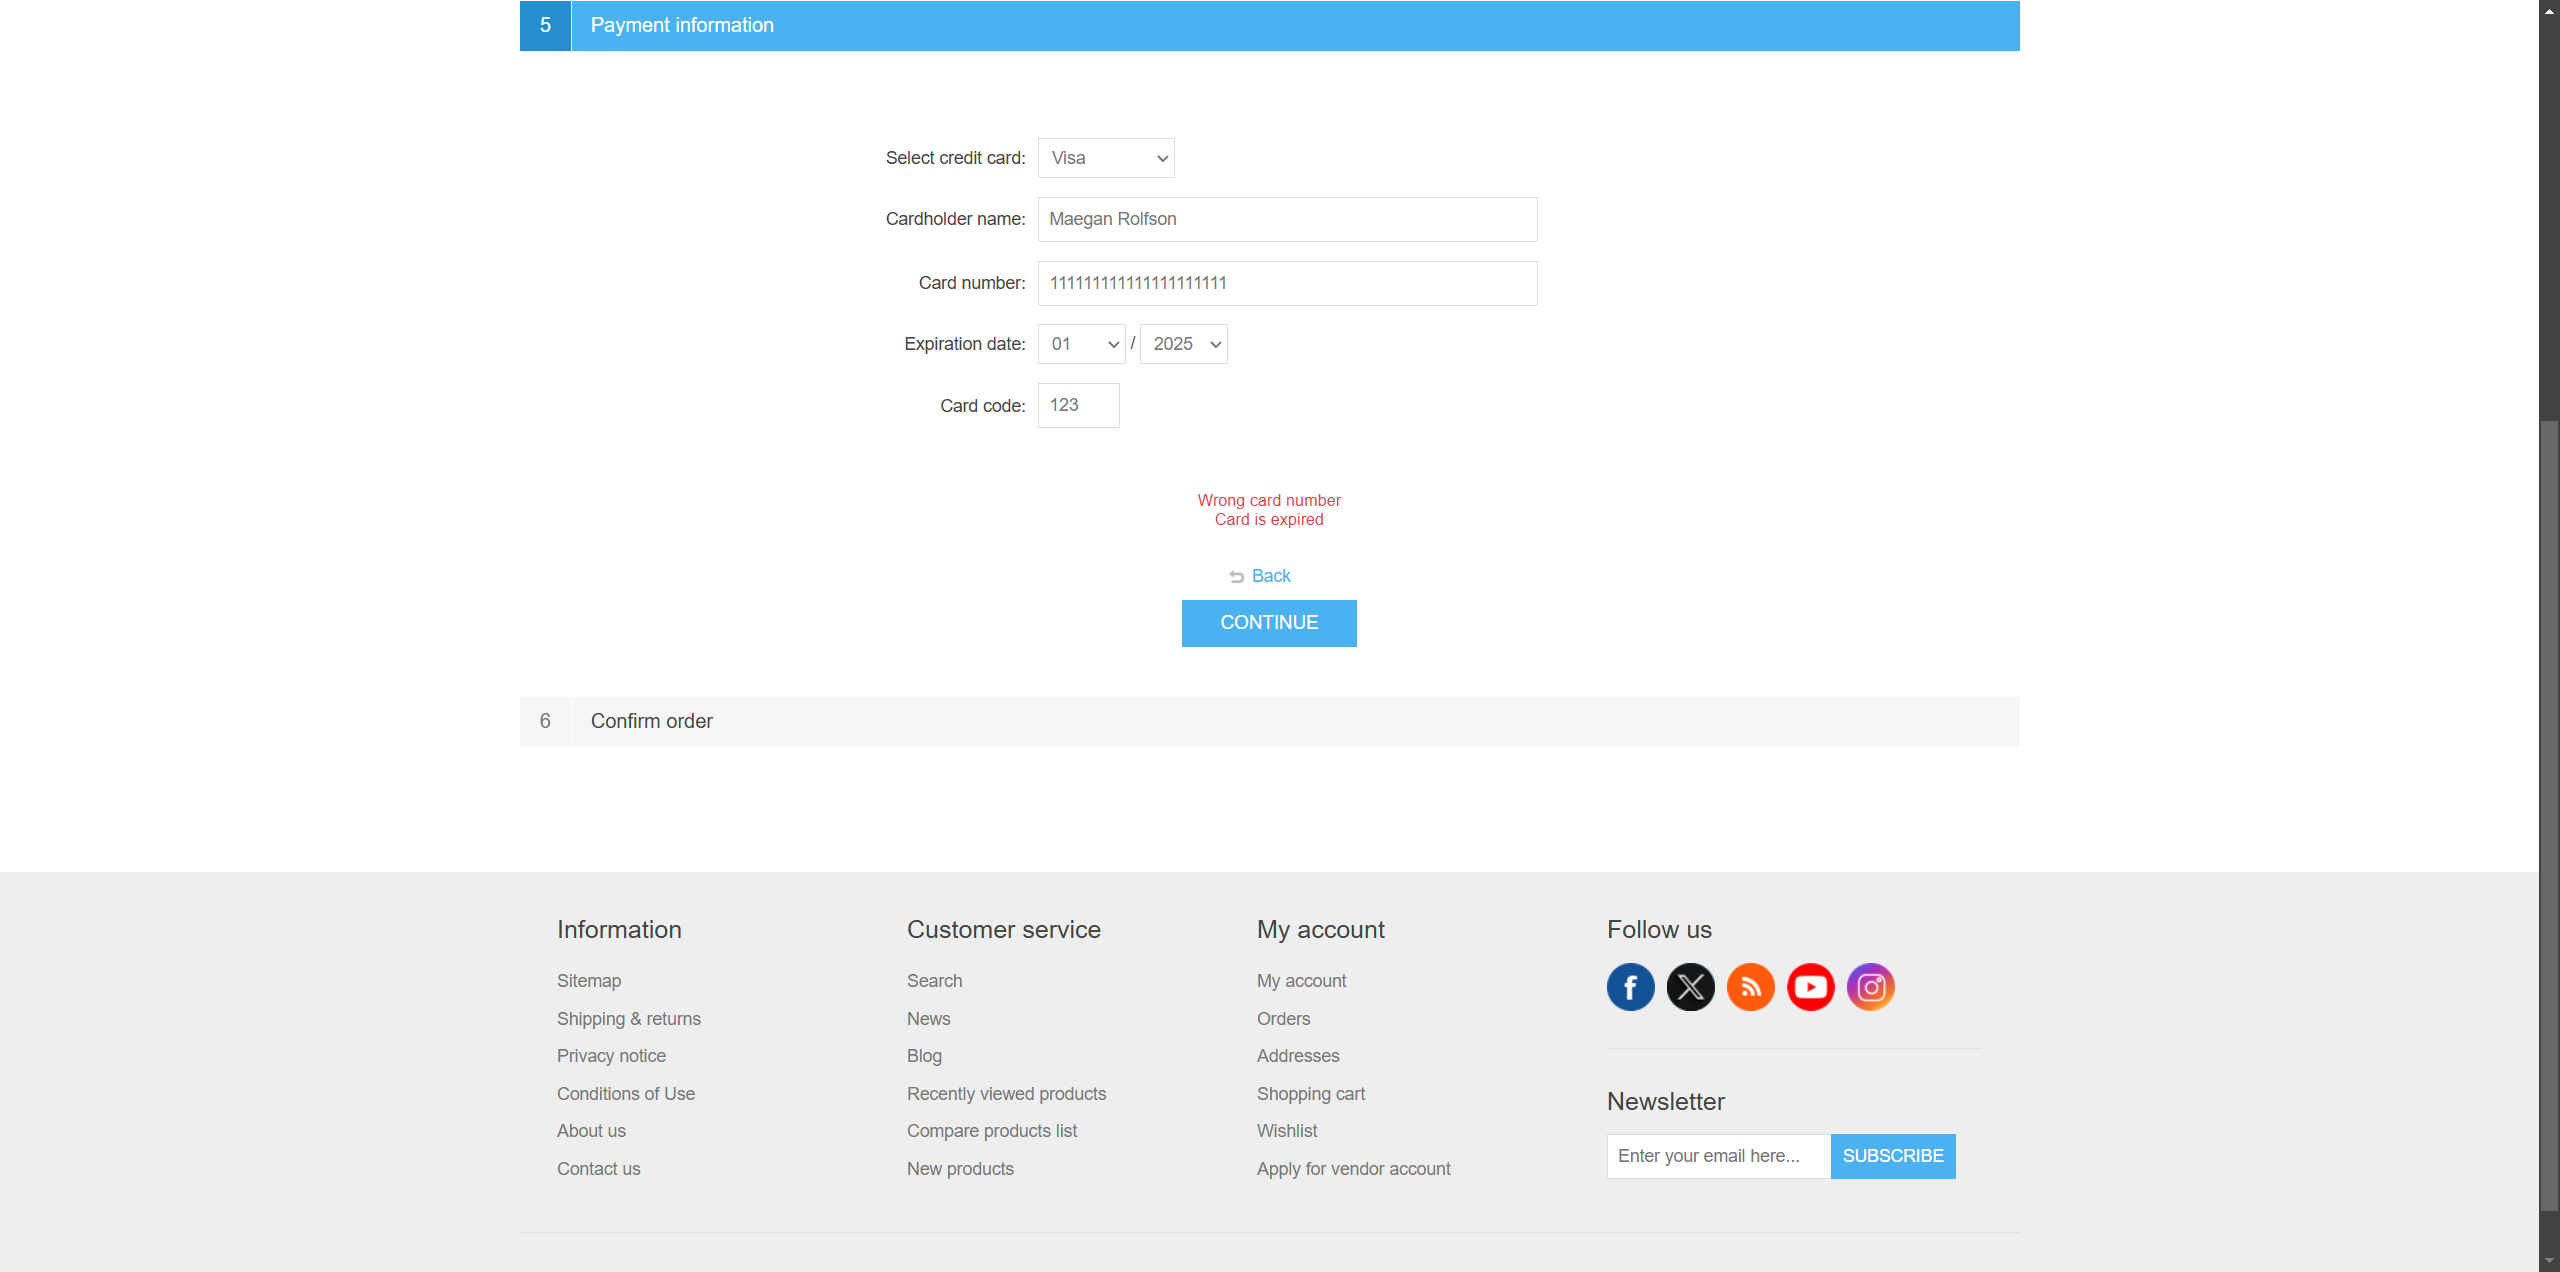 5 Payment information
Select credit card: Visa
Cardholder name: Maegan Rolfson
Card number: 111111111111111111111
Expiration date: 01 / 2025
Card code: 123
Wrong card number
Card is expired
Back
CONTINUE
6 Confirm order
Information
Sitemap
Shipping & returns
Privacy notice
Conditions of Use
About us
Contact us
Customer service
Search
News
Blog
Recently viewed products
Compare products list
New products
My account
My account
Orders
Addresses
Shopping cart
Wishlist
Apply for vendor account
Follow us
Newsletter
Enter your email here... SUBSCRIBE